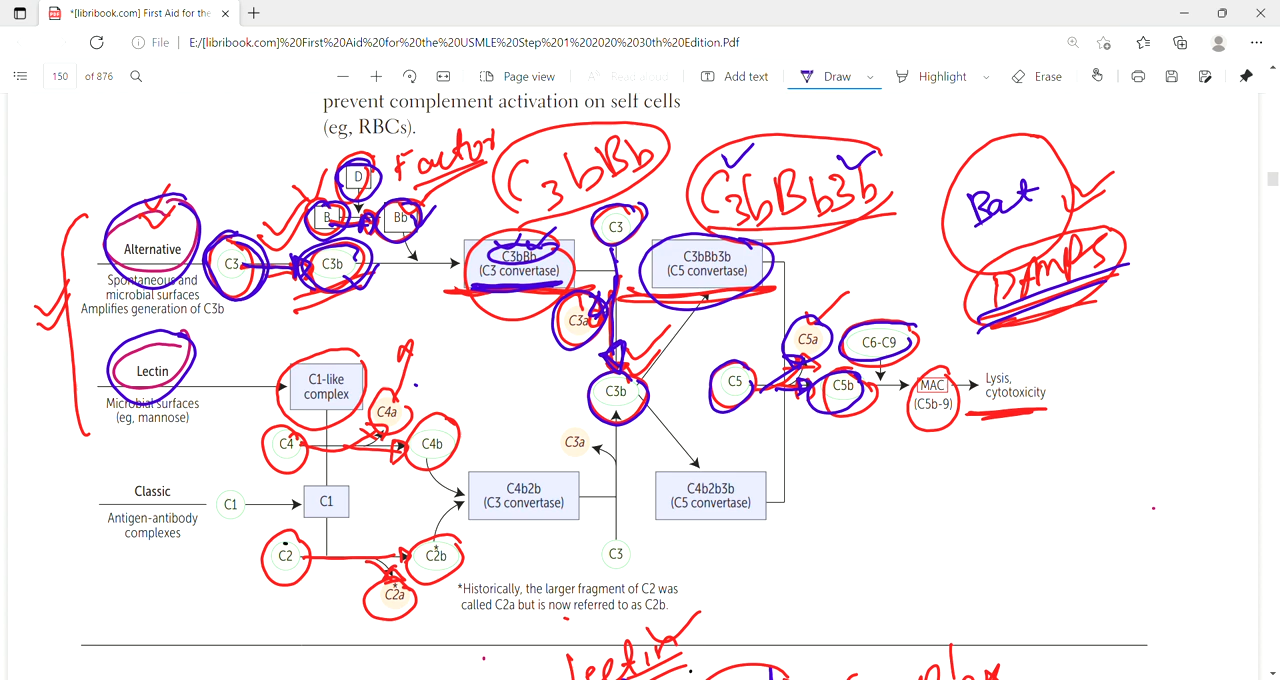 *[libribook.com] First Aid for the
File
E:/[libribook.com]%20First%20Aid%20for%20the%20USMLE%20Step%201%202020%2030th%20Edition.Pdf
150 of 876
Page view
Read aloud
Add text
Draw
Highlight
Erase
prevent complement activation on self cells
(eg, RBCs).
Factor
C3bBb
C3bBb3b
Bat
DAMPS
D
B
Bb
Alternative
Spontaneous and
microbial surfaces
Amplifies generation of C3b
C3
C3b
C3bBb
(C3 convertase)
C3
C3bBb3b
(C5 convertase)
C3a
C5a
C6-C9
Lectin
Microbial surfaces
(eg, mannose)
C1-like
complex
C3b
C5
C5b
MAC
(C5b-9)
Lysis,
cytotoxicity
C4a
C4
C4b
C3a
Classic
Antigen-antibody
complexes
C1
C1
C4b2b
(C3 convertase)
C4b2b3b
(C5 convertase)
C2
C2b
*
C2a
*
C3
*Historically, the larger fragment of C2 was
called C2a but is now referred to as C2b.
lectin